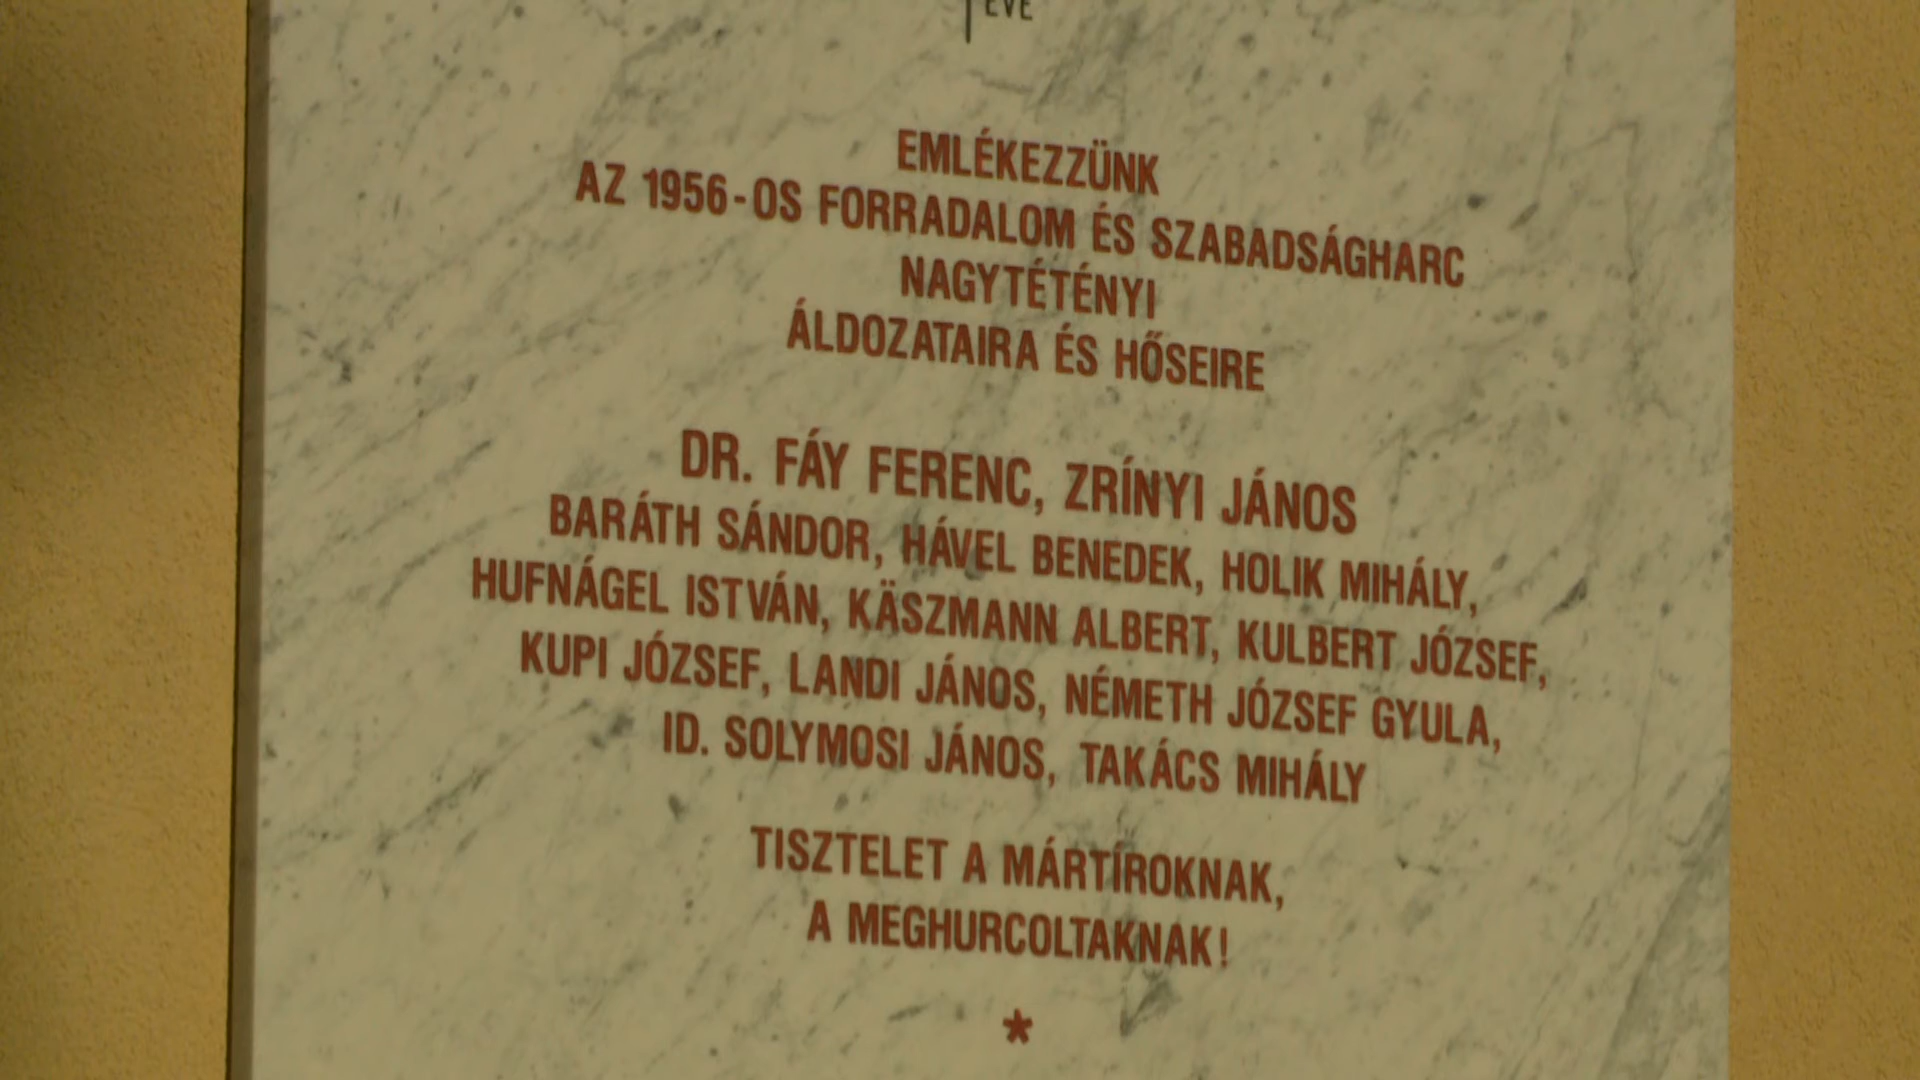 ÉVE
EMLÉKEZZÜNK
AZ 1956-OS FORRADALOM ÉS SZABADSÁGHARC
NAGYTÉTÉNYI
ÁLDOZATAIRA ÉS HŐSEIRE
DR. FÁY FERENC, ZRÍNYI JÁNOS
BARÁTH SÁNDOR, HÁVEL BENEDEK, HOLIK MIHÁLY,
HUFNÁGEL ISTVÁN, KÄSZMANN ALBERT, KULBERT JÓZSEF,
KUPI JÓZSEF, LANDI JÁNOS, NÉMETH JÓZSEF GYULA,
ID. SOLYMOSI JÁNOS, TAKÁCS MIHÁLY
TISZTELET A MÁRTÍROKNAK,
A MEGHURCOLTAKNAK!
*